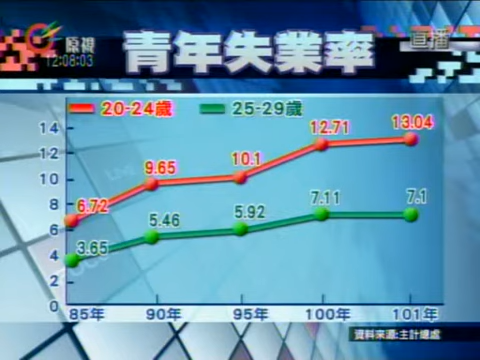 原視
12:08:03
青年失業率
直播
20-24歲
25-29歲
14
12
10
8
6
4
2
0
6.72
9.65
10.1
12.71
13.04
3.65
5.46
5.92
7.11
7.1
85年
90年
95年
100年
101年
資料來源:主計總處